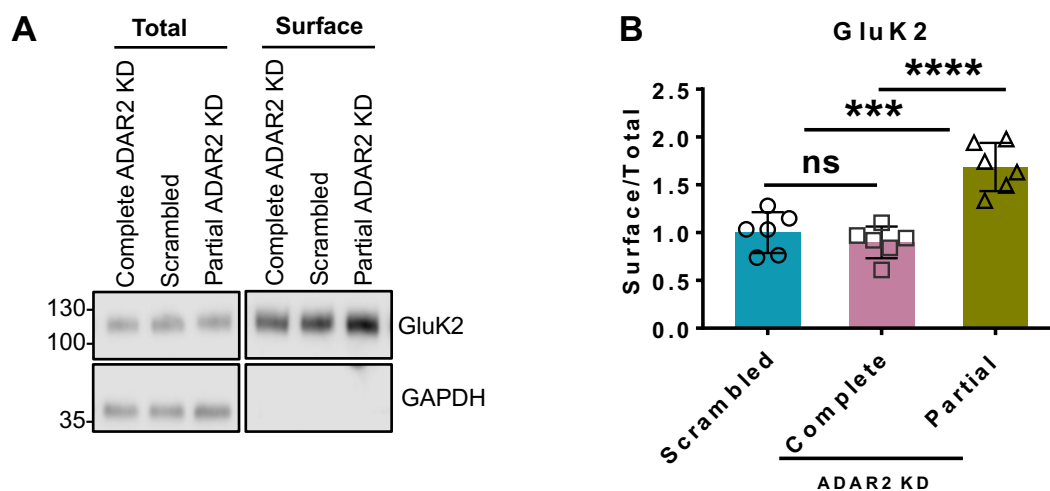 A
Total
Surface
Complete ADAR2 KD
Scrambled
Partial ADAR2 KD
Complete ADAR2 KD
Scrambled
Partial ADAR2 KD
130
100
GluK2
35
GAPDH
B
GluK2
****
***
ns
Surface/Total
2.5
2.0
1.5
1.0
0.5
0.0
Scrambled
Complete
Partial
ADAR2 KD